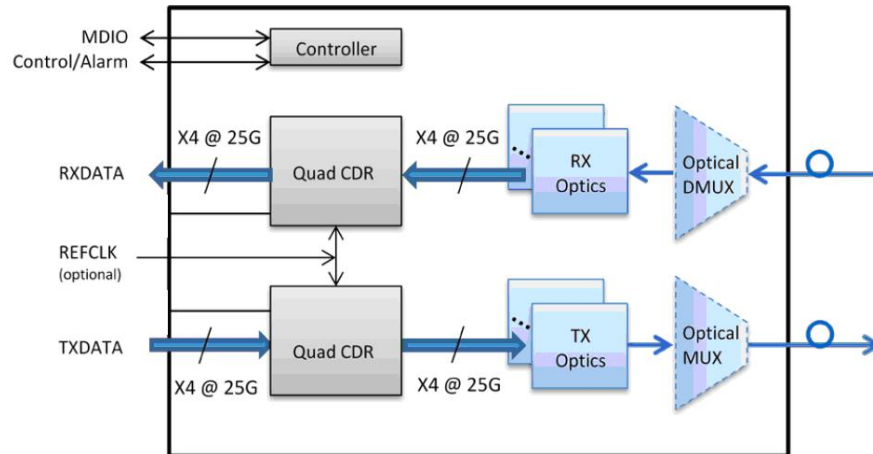 MDIO
Control/Alarm
Controller
X4 @ 25G
X4 @ 25G
RXDATA
Quad CDR
RX
Optics
Optical
DMUX
REFCLK
(optional)
TXDATA
Quad CDR
TX
Optics
Optical
MUX
X4 @ 25G
X4 @ 25G